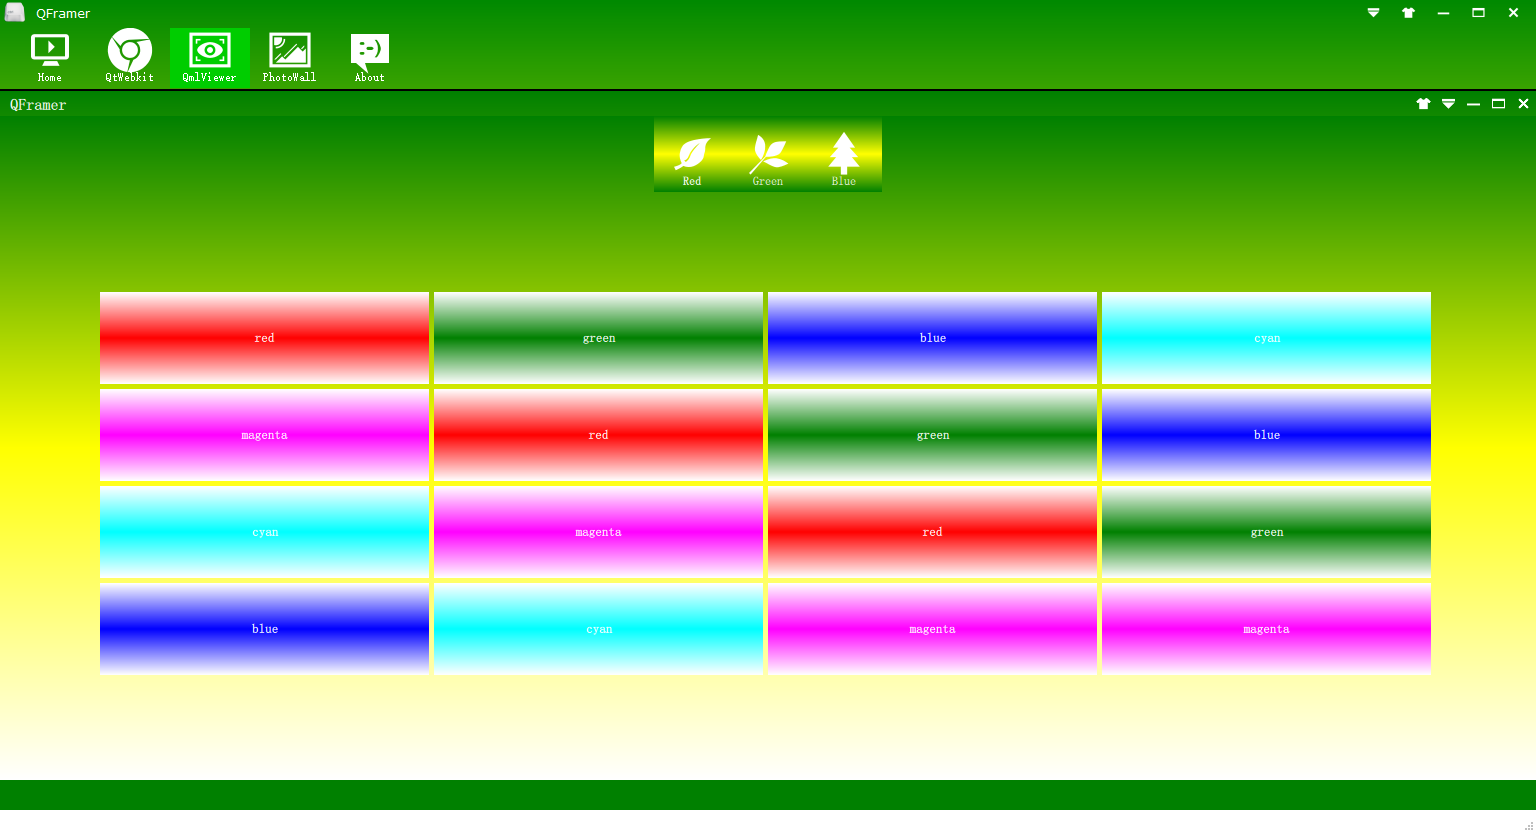 QFramer
Home QtWebkit QmlViewer PhotoWall About
QFramer
Red Green Blue
red green blue cyan
magenta red green blue
cyan magenta red green
blue cyan magenta magenta